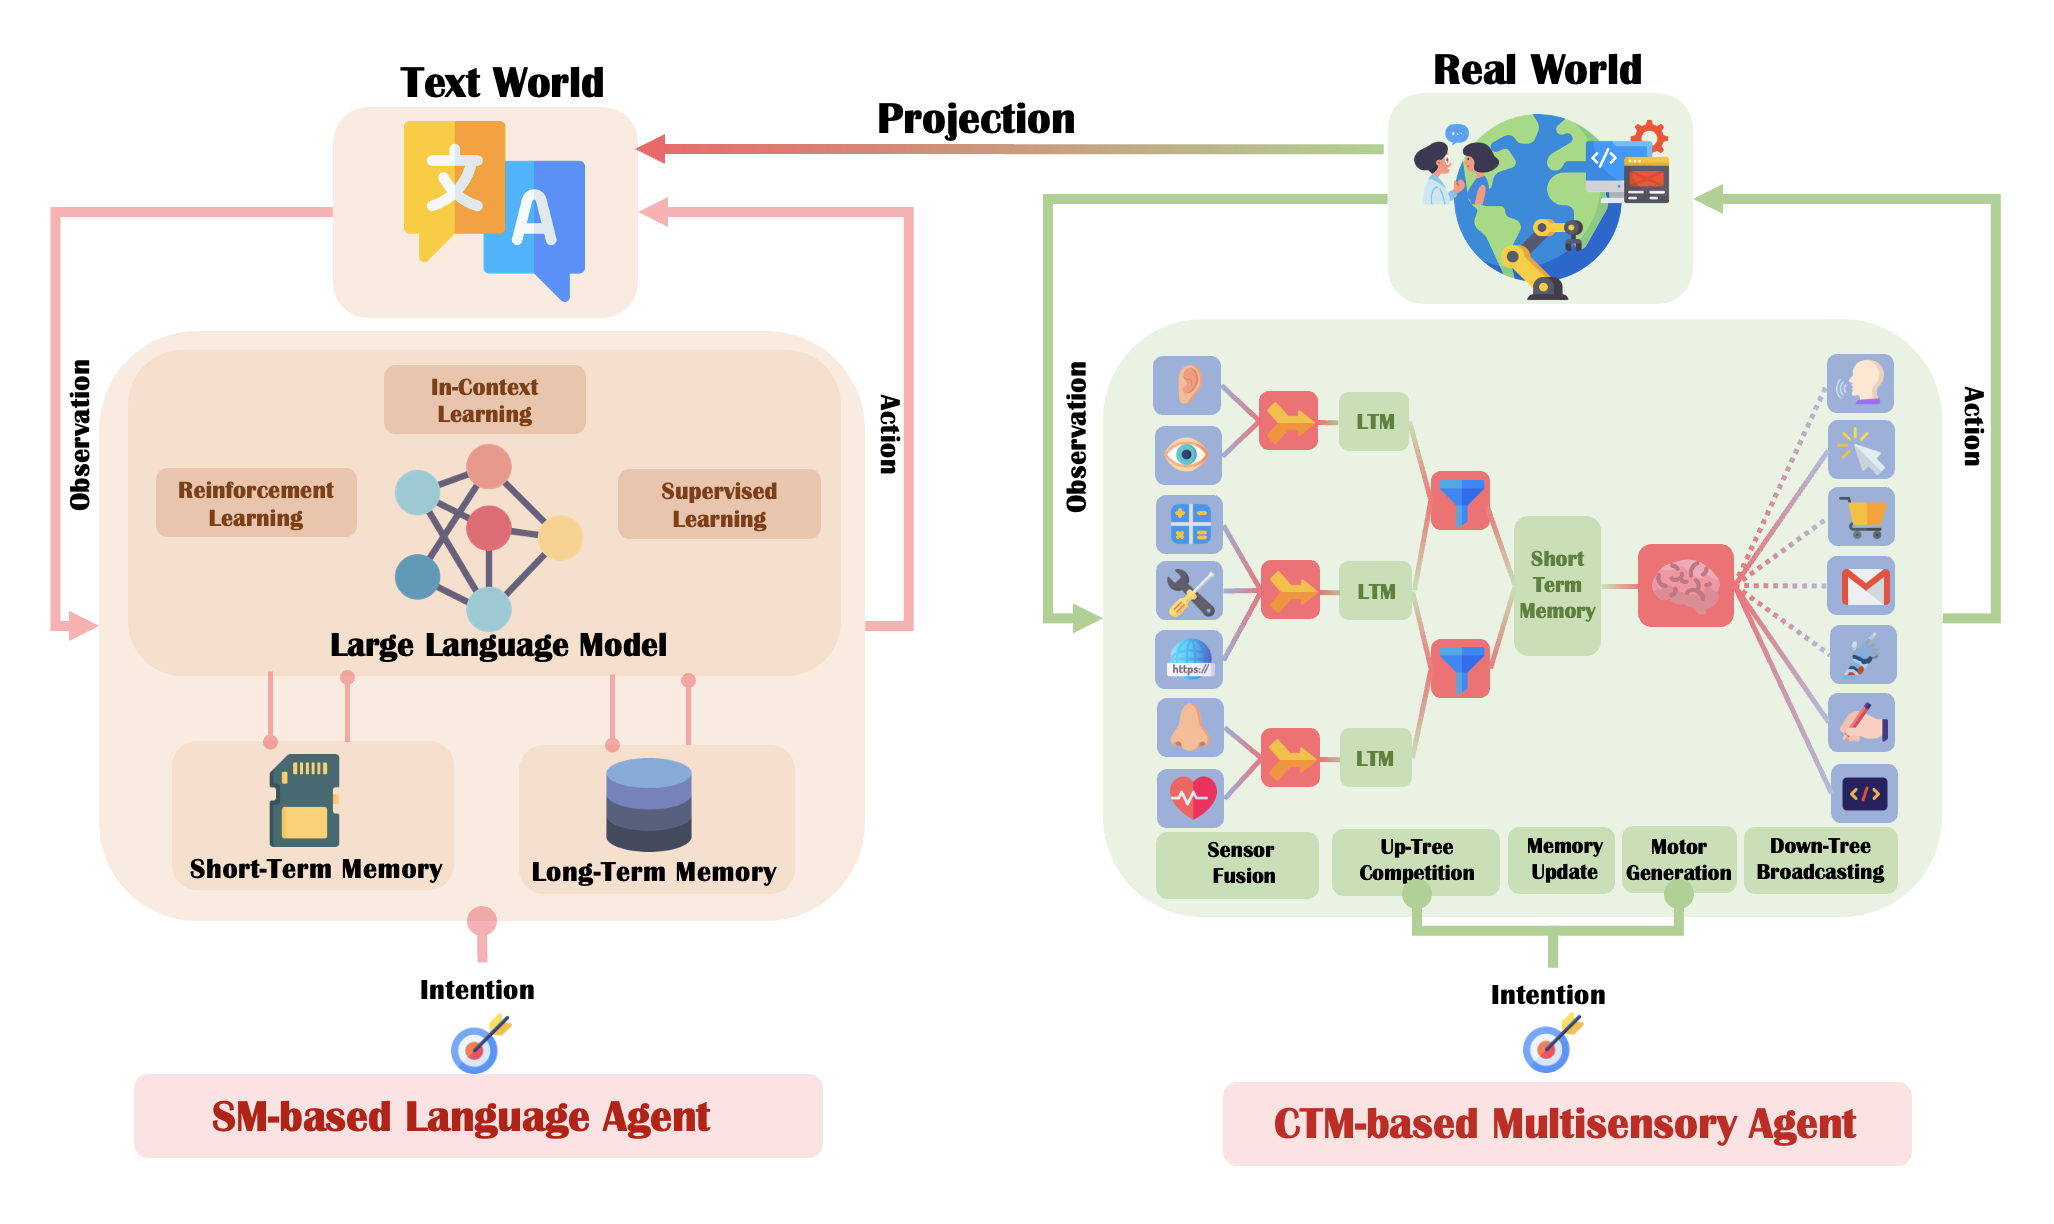 Text World
文
A
Projection
Real World
</>
Observation
Action
In-Context
Learning
Reinforcement
Learning
Supervised
Learning
Large Language Model
Short-Term Memory
Long-Term Memory
Intention
SM-based Language Agent
Observation
Action
https://
LTM
LTM
LTM
Short
Term
Memory
</>
Sensor
Fusion
Up-Tree
Competition
Memory
Update
Motor
Generation
Down-Tree
Broadcasting
Intention
CTM-based Multisensory Agent